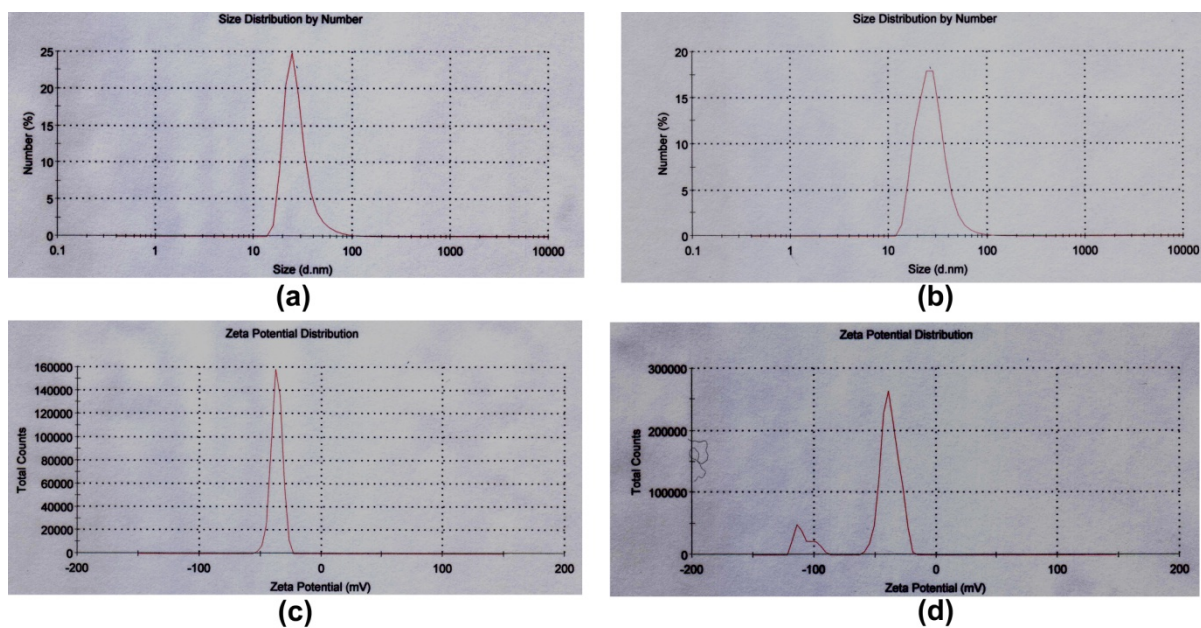 Size Distribution by Number
25
20
15
10
5
0
Number (%)
0.1 1 10 100 1000 10000
Size (d.nm)
(a)
Size Distribution by Number
20
15
10
5
0
Number (%)
0.1 1 10 100 1000 10000
Size (d.nm)
(b)
Zeta Potential Distribution
160000
140000
120000
100000
80000
60000
40000
20000
0
Total Counts
-200 -100 0 100 200
Zeta Potential (mV)
(c)
Zeta Potential Distribution
300000
200000
100000
0
Total Counts
-200 -100 0 100 200
Zeta Potential (mV)
(d)